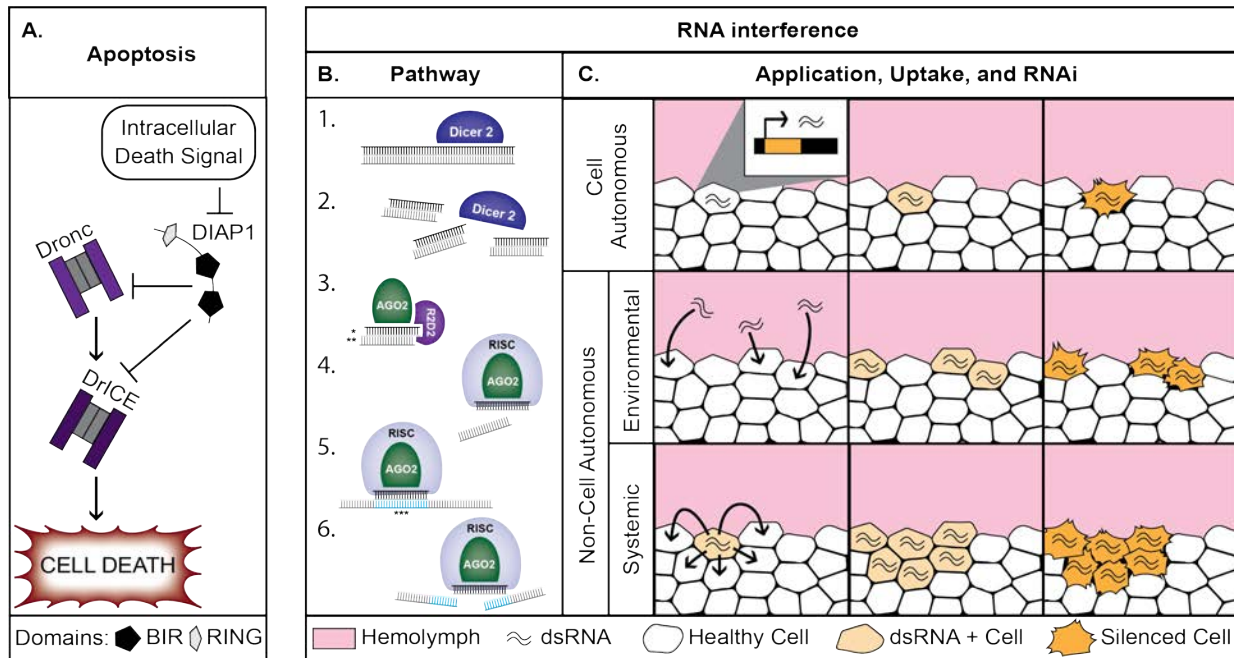 A.
Apoptosis
Intracellular
Death Signal
Dronc
DIAP1
DrICE
CELL DEATH
Domains: BIR RING
RNA interference
B. Pathway
1.
Dicer 2
2.
Dicer 2
3.
AGO2
R2D2
*
**
4.
RISC
AGO2
5.
RISC
AGO2
***
6.
RISC
AGO2
C. Application, Uptake, and RNAi
Cell
Autonomous
Non-Cell Autonomous
Environmental
Systemic
Hemolymph dsRNA Healthy Cell dsRNA + Cell Silenced Cell